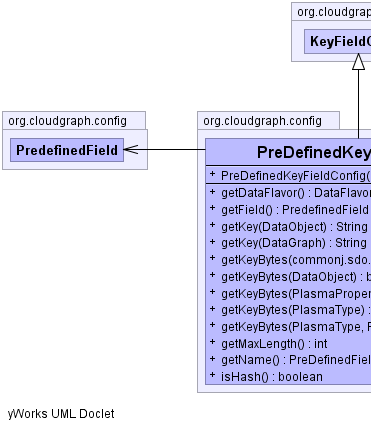 org.cloudgraph.config
KeyFieldC
org.cloudgraph.config
PredefinedField
org.cloudgraph.config
PreDefinedKey
+ PreDefinedKeyFieldConfig(
+ getDataFlavor() : DataFlavor
+ getField() : PredefinedField
+ getKey(DataObject) : String
+ getKey(DataGraph) : String
+ getKeyBytes(commonj.sdo.
+ getKeyBytes(DataObject) : b
+ getKeyBytes(PlasmaProper
+ getKeyBytes(PlasmaType) :
+ getKeyBytes(PlasmaType, P
+ getMaxLength() : int
+ getName() : PreDefinedFiel
+ isHash() : boolean
yWorks UML Doclet